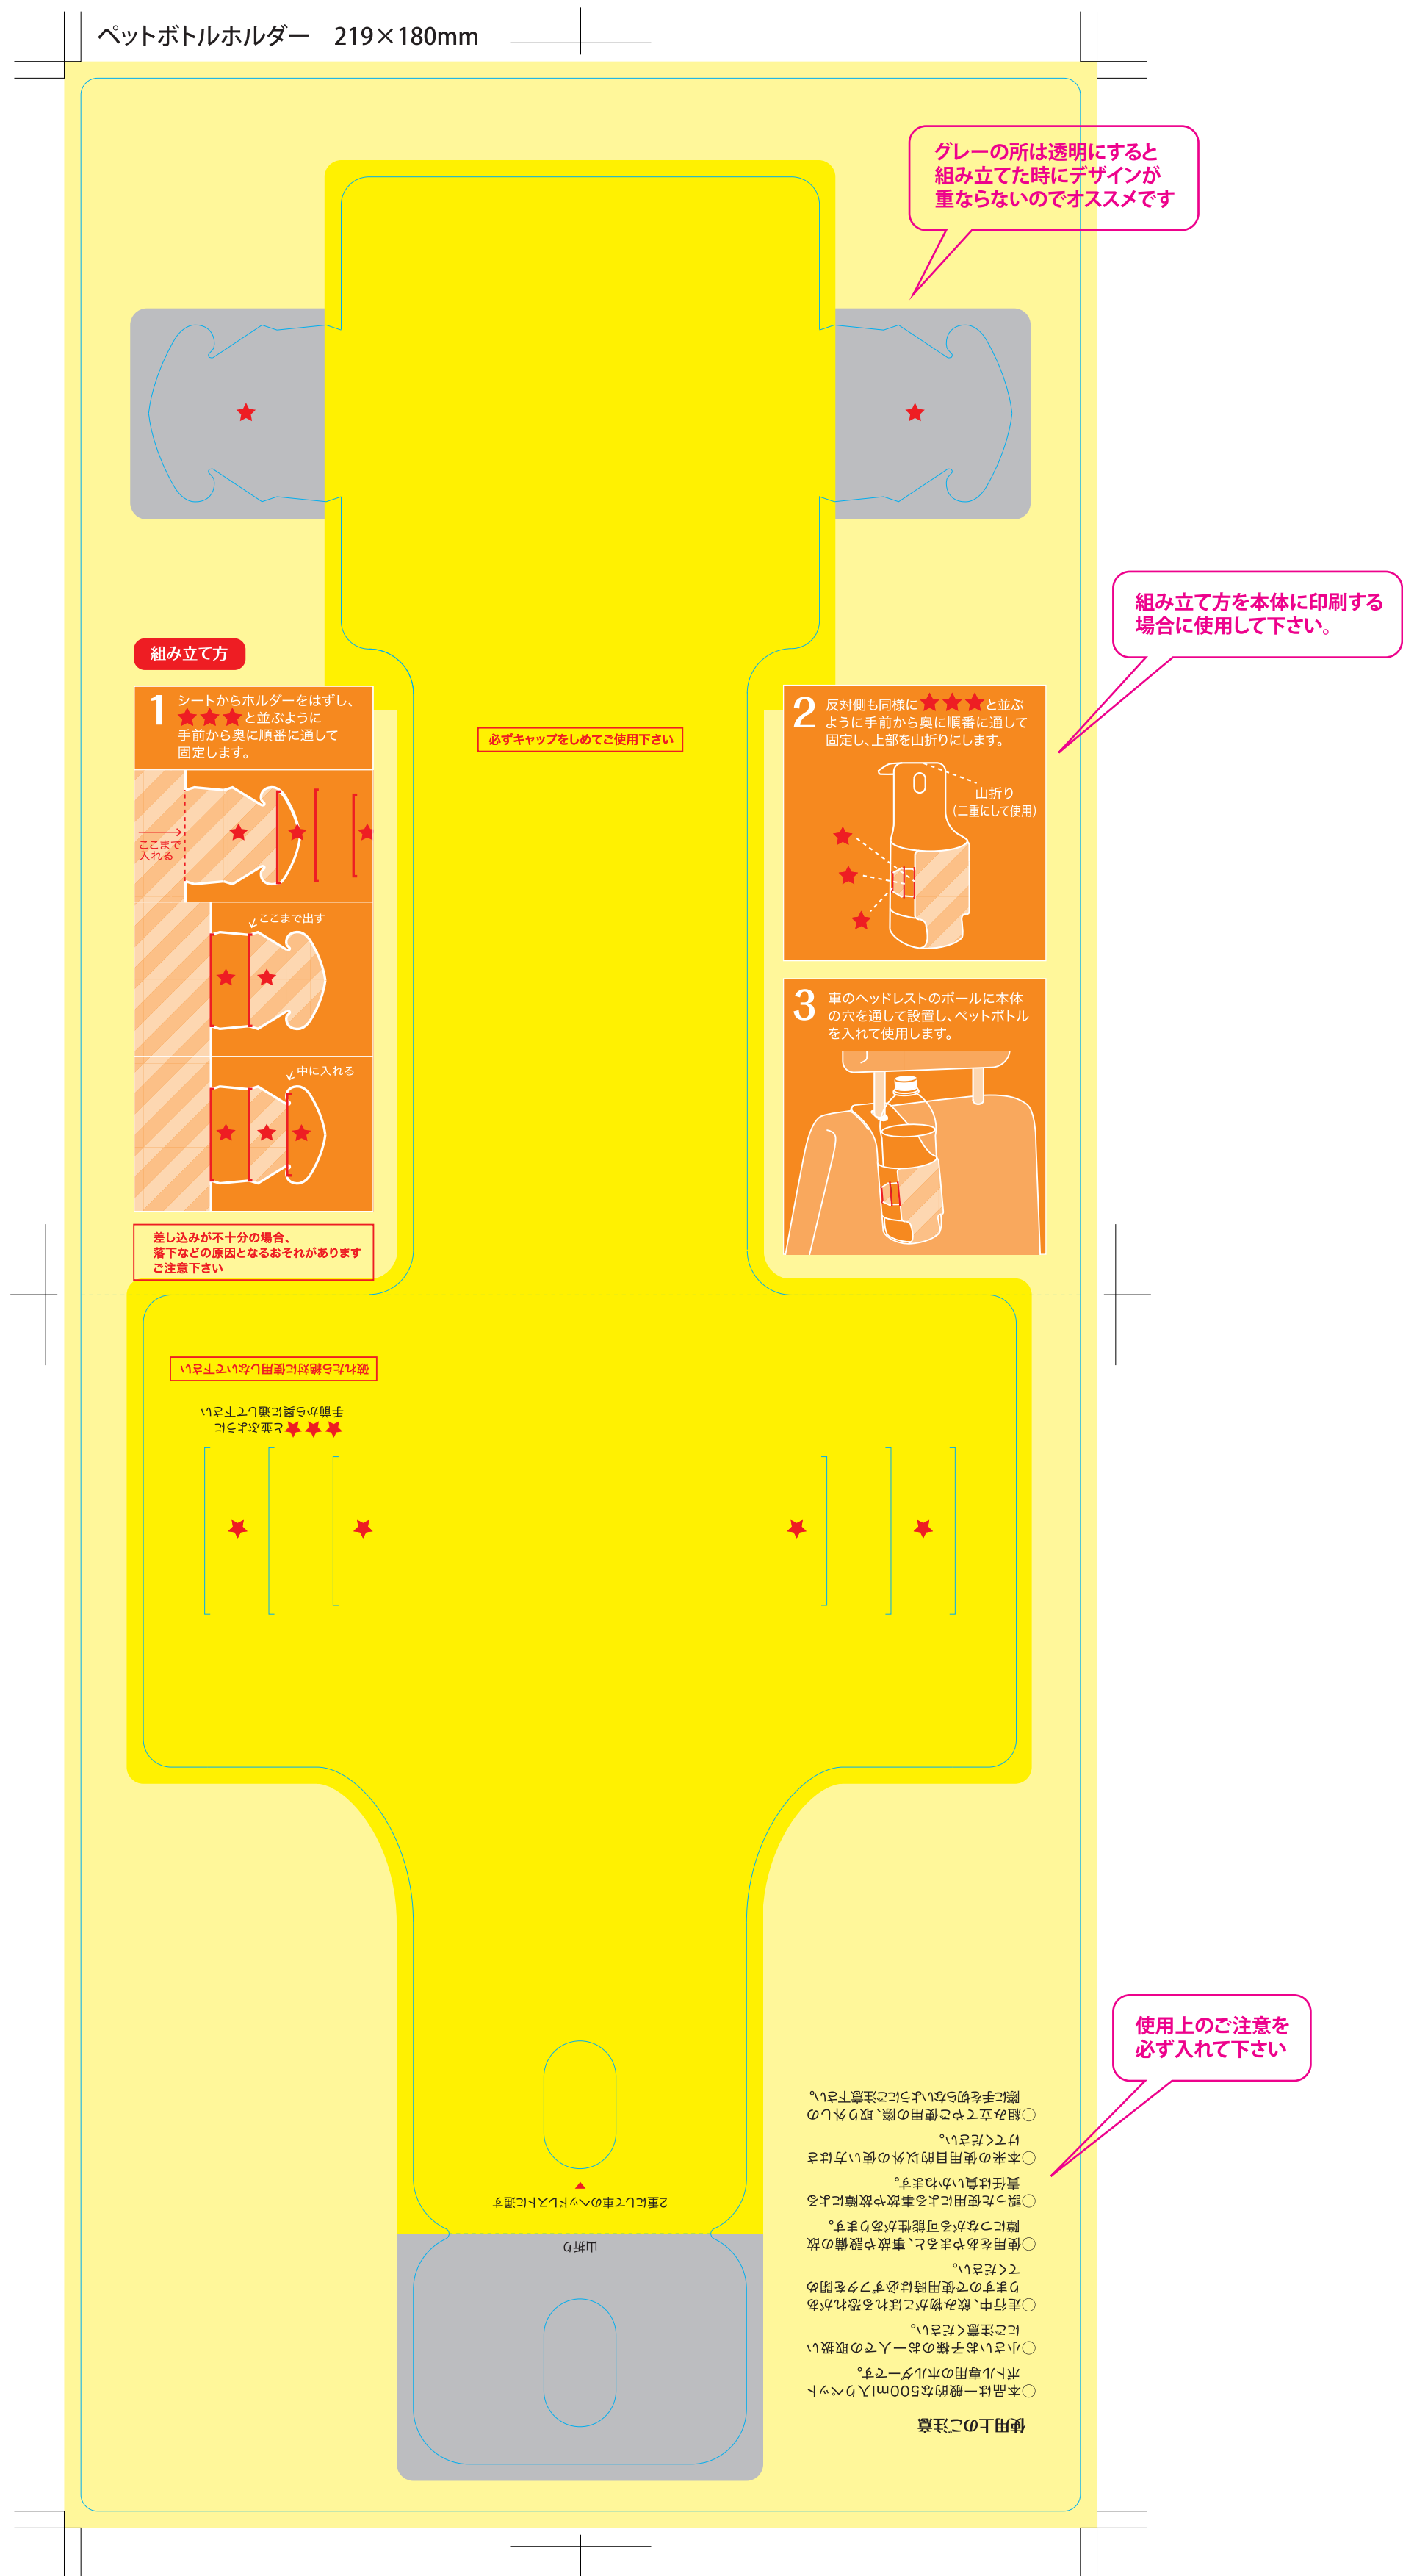 ペットボトルホルダー　219×180mm
グレーの所は透明にすると
組み立てた時にデザインが
重ならないのでオススメです
組み立て方を本体に印刷する
場合に使用して下さい。
組み立て方
1
シートからホルダーをはずし、
★★★と並ぶように
手前から奥に順番に通して
固定します。
ここまで
入れる
ここまで出す
中に入れる
差し込みが不十分の場合、
落下などの原因となるおそれがあります
ご注意下さい
必ずキャップをしめてご使用下さい
2
反対側も同様に★★★と並ぶ
ように手前から奥に順番に通して
固定し、上部を山折りにします。
山折り
(二重にして使用)
3
車のヘッドレストのポールに本体
の穴を通して設置し、ペットボトル
を入れて使用します。
破れたら絶対に使用しないで下さい
★★★と並ぶように
手前から奥に通して下さい
2重にして車のヘッドレストに通す
山折り
使用上のご注意を
必ず入れて下さい
使用上のご注意
○本品は一般的な500ml入りペット
ボトル専用のホルダーです。
○小さいお子様のお一人での取扱い
にご注意ください。
○走行中、飲み物がこぼれる恐れがあ
りますので使用時は必ずフタを閉め
てください。
○使用をあやまると、事故や設備の故
障につながる可能性があります。
○誤った使用による事故や故障による
責任は負いかねます。
○本来の使用目的以外の使い方はさ
けてください。
○組み立てやご使用の際、取り外しの
際に手を切らないようにご注意下さい。